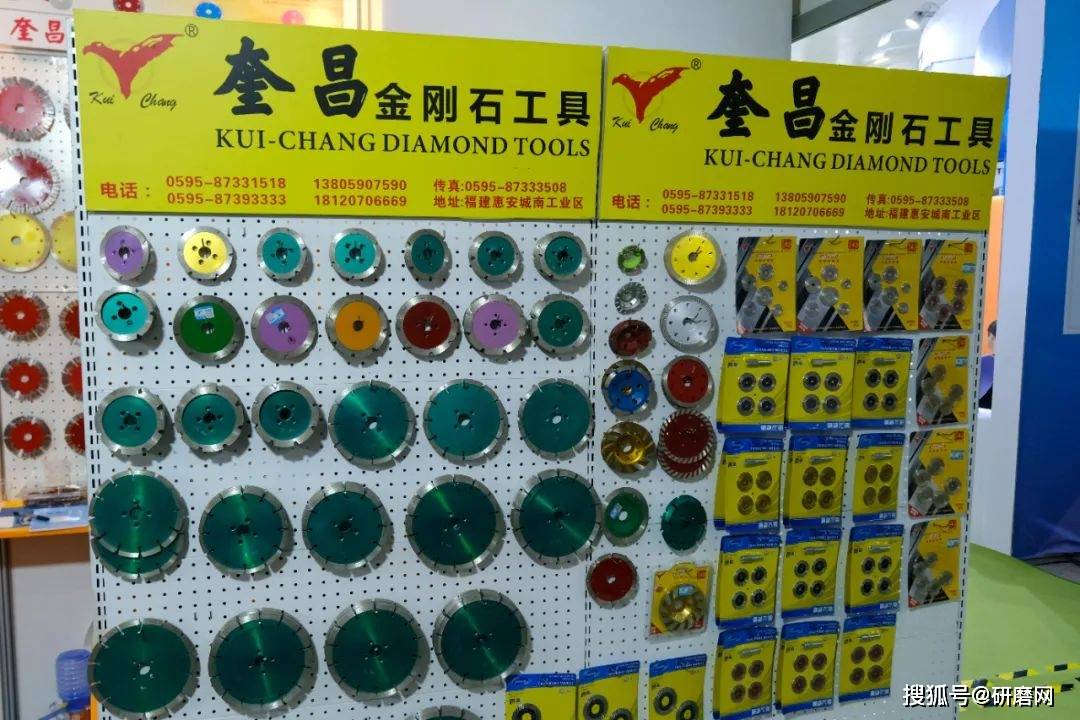 奎昌
Kui Chang
®
奎昌金刚石工具
KUI-CHANG DIAMOND TOOLS
电话：
0595-87331518 13805907590 传真:0595-87333508
0595-87393333 18120706669 地址:福建惠安城南工业区
Kui Chang
®
奎昌金刚石工具
KUI-CHANG DIAMOND TOOLS
电话：
0595-87331518 13805907590 传真:0595-87333508
0595-87393333 18120706669 地址:福建惠安城南工业区
搜狐号@研磨网